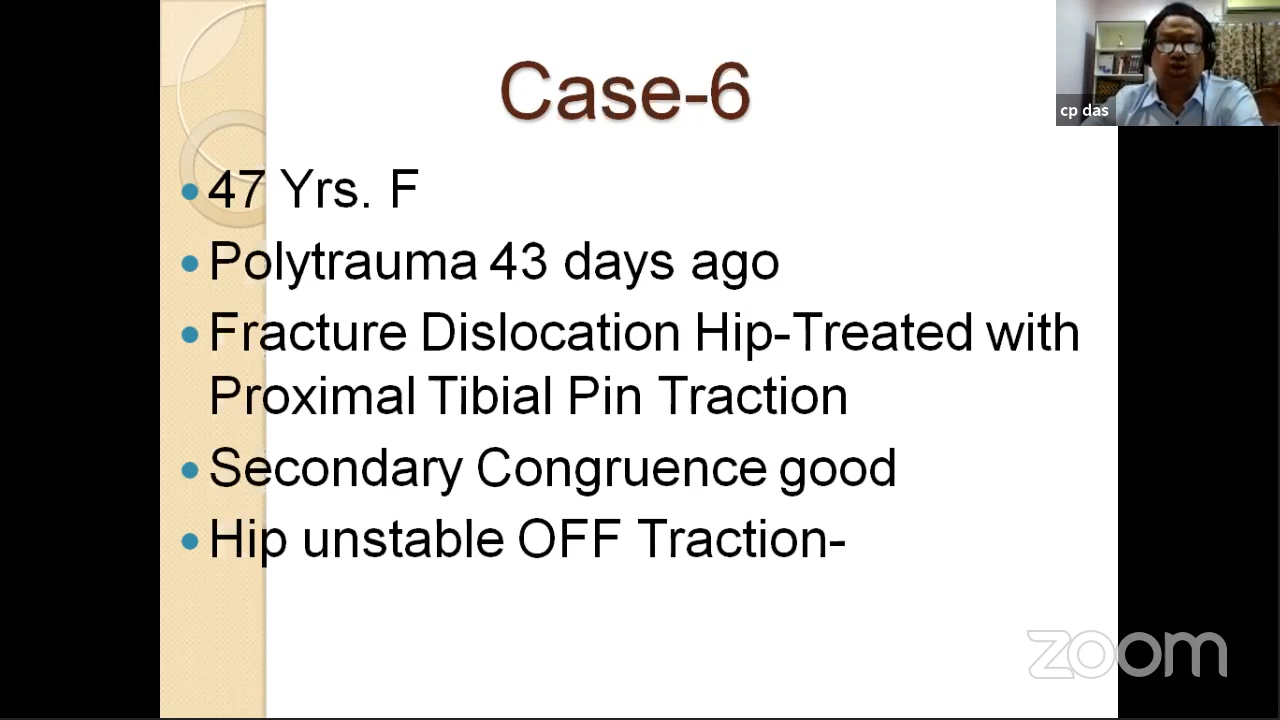 Case-6
cp das
47 Yrs. F
Polytrauma 43 days ago
Fracture Dislocation Hip-Treated with
Proximal Tibial Pin Traction
Secondary Congruence good
Hip unstable OFF Traction-
zoom